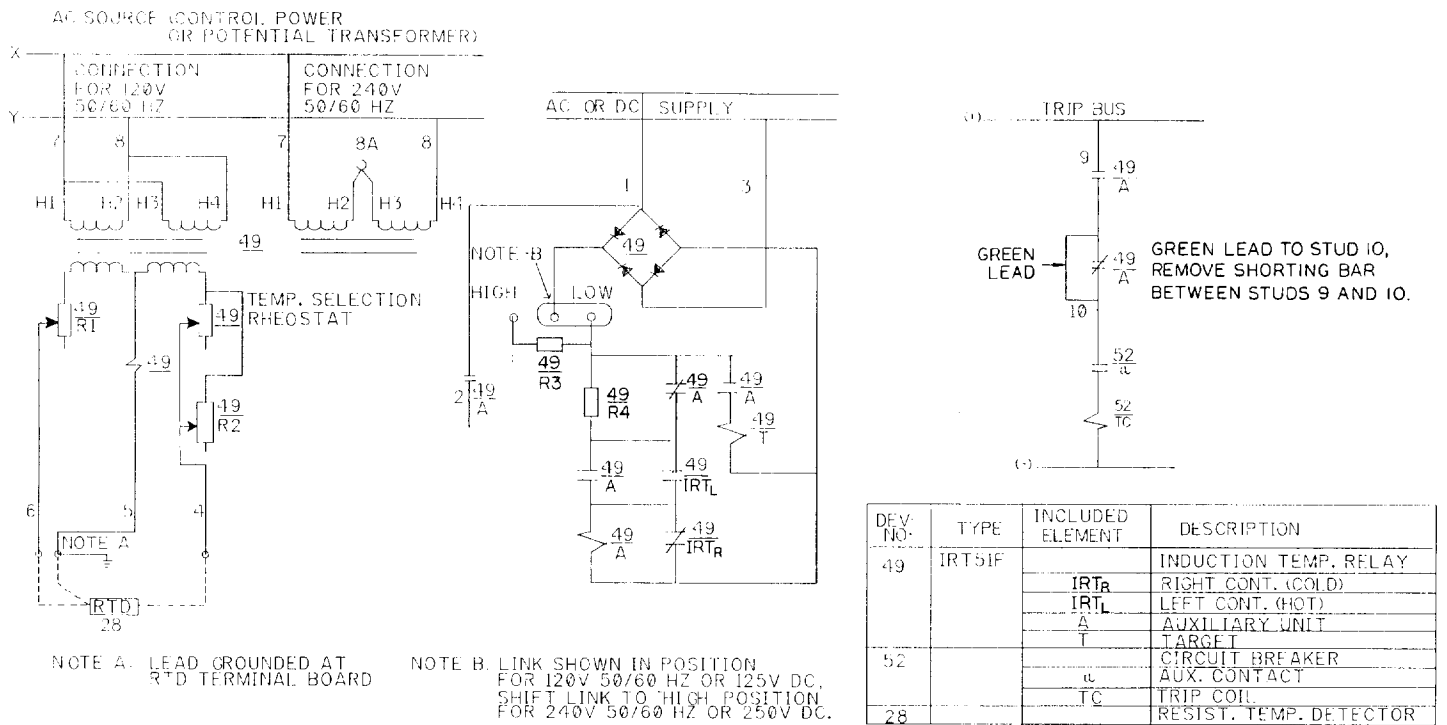 AC SOURCE (CONTROL POWER
OR POTENTIAL TRANSFORMER)
X
CONNECTION
FOR 120V
50/60 HZ
CONNECTION
FOR 240V
50/60 HZ
Y
AC OR DC SUPPLY
7
8
7
8A
8
H1
H2
H3
H4
H1
H2
H3
H4
49
1
3
49
NOTE B
HIGH
LOW
49
R1
49
TEMP. SELECTION
RHEOSTAT
49
49
R2
49
R3
2
49
A
49
R4
49
A
49
A
49
T
49
A
49
IRTL
49
A
49
IRTR
6
5
4
NOTE A
RTD
28
(+)
TRIP BUS
9
49
A
GREEN
LEAD
49
A
GREEN LEAD TO STUD 10,
REMOVE SHORTING BAR
BETWEEN STUDS 9 AND 10.
10
52
a
52
TC
(-)
NOTE A. LEAD GROUNDED AT
RTD TERMINAL BOARD
NOTE B. LINK SHOWN IN POSITION
FOR 120V 50/60 HZ OR 125V DC,
SHIFT LINK TO HIGH POSITION
FOR 240V 50/60 HZ OR 250V DC.
DEV. NO. TYPE INCLUDED ELEMENT DESCRIPTION
49 IRT51F INDUCTION TEMP. RELAY
IRTR RIGHT CONT. (COLD)
IRTL LEFT CONT. (HOT)
A AUXILIARY UNIT
T TARGET
52 CIRCUIT BREAKER
a AUX. CONTACT
TC TRIP COIL
28 RESIST. TEMP. DETECTOR